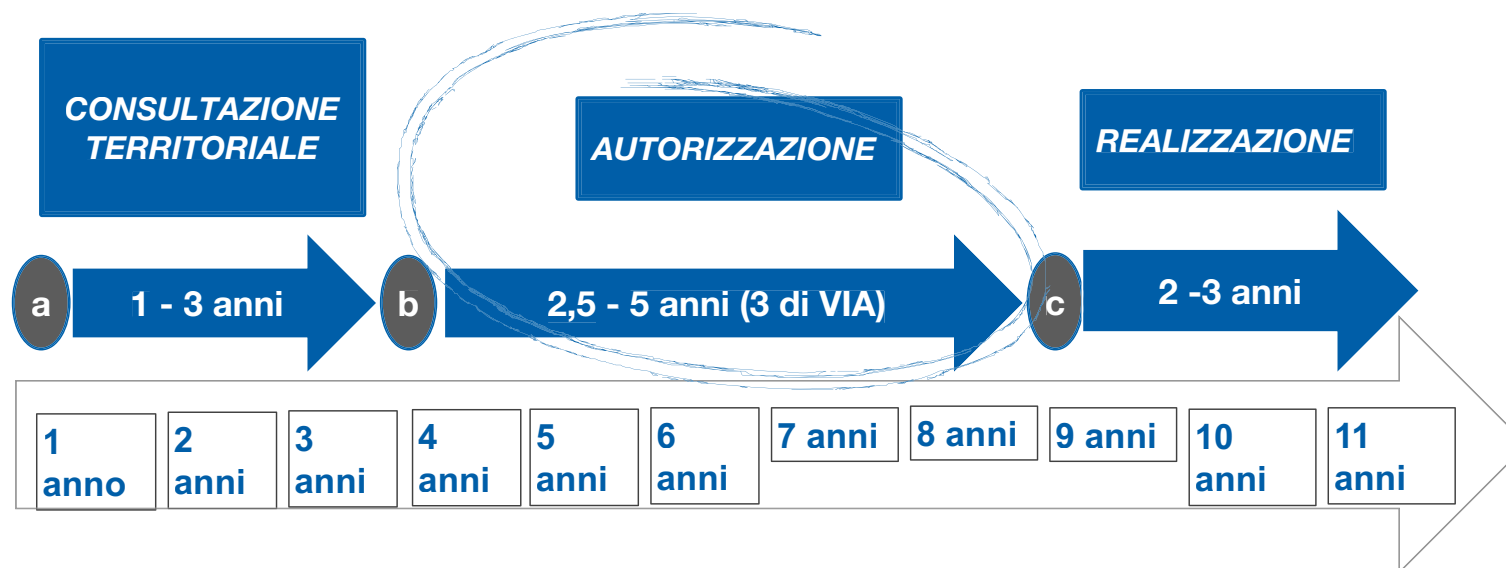 CONSULTAZIONE
TERRITORIALE
AUTORIZZAZIONE
REALIZZAZIONE
a
1 - 3 anni
b
2,5 - 5 anni (3 di VIA)
c
2 -3 anni
1
anno
2
anni
3
anni
4
anni
5
anni
6
anni
7 anni
8 anni
9 anni
10
anni
11
anni